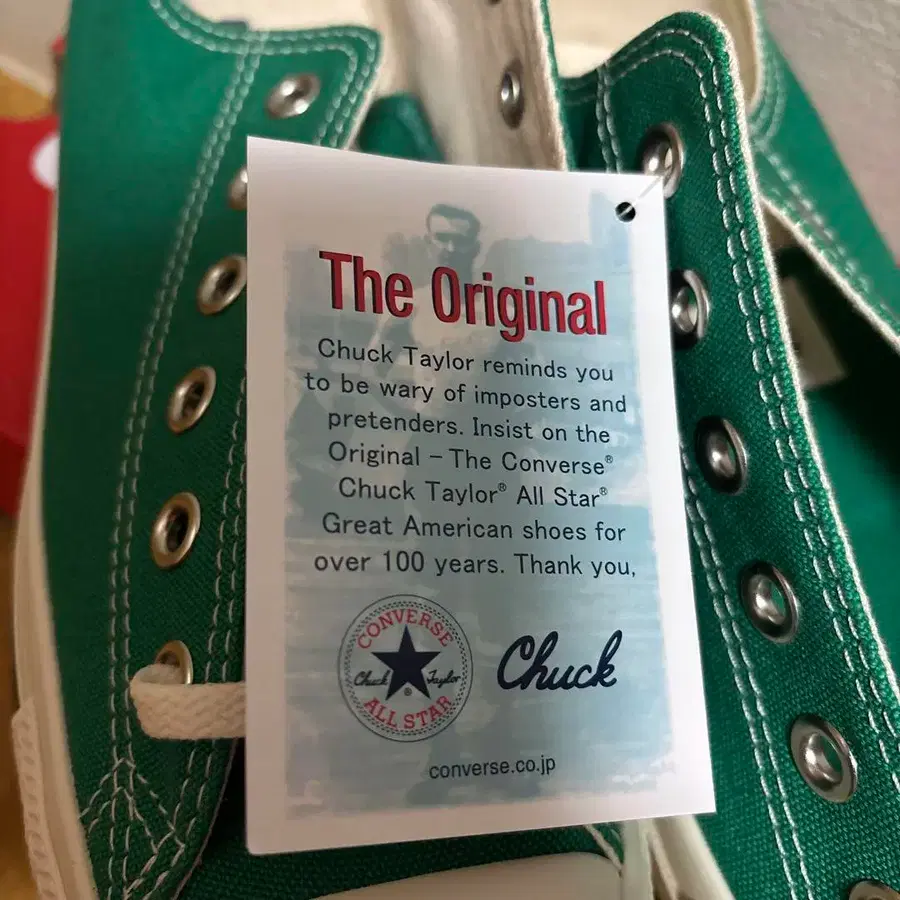 The Original
Chuck Taylor reminds you
to be wary of imposters and
pretenders. Insist on the
Original – The Converse®
Chuck Taylor® All Star®
Great American shoes for
over 100 years. Thank you,
CONVERSE
Chuck Taylor
®
ALL STAR
Chuck
converse.co.jp